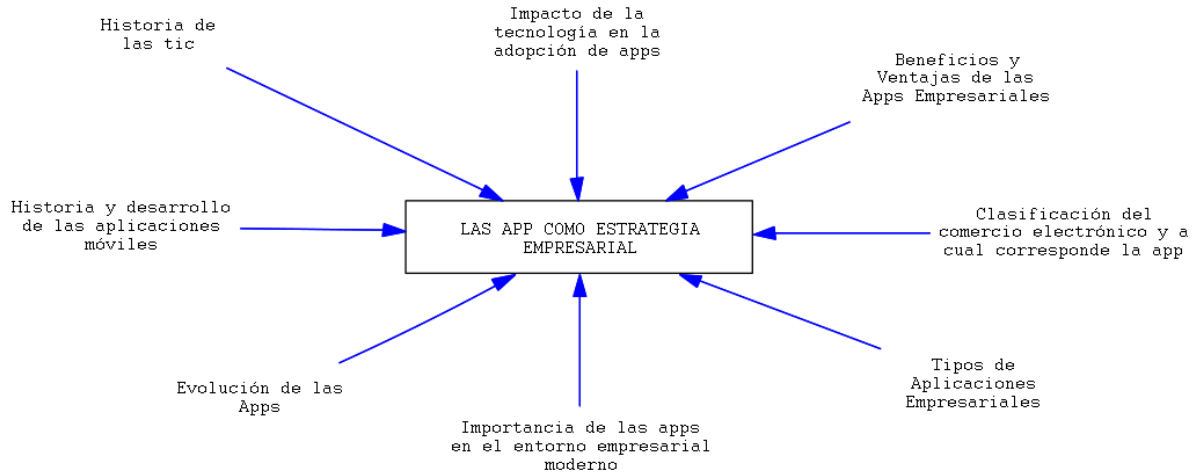 Historia de
las tic
Impacto de la
tecnología en la
adopción de apps
Beneficios y
Ventajas de las
Apps Empresariales
Historia y desarrollo
de las aplicaciones
móviles
LAS APP COMO ESTRATEGIA
EMPRESARIAL
Clasificación del
comercio electrónico y a
cual corresponde la app
Evolución de las
Apps
Importancia de las apps
en el entorno empresarial
moderno
Tipos de
Aplicaciones
Empresariales